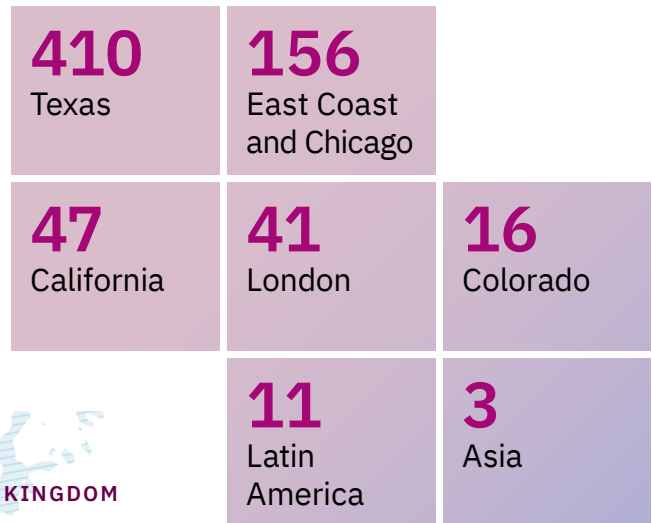 410
Texas
156
East Coast
and Chicago
47
California
41
London
16
Colorado
11
Latin
America
3
Asia
KINGDOM